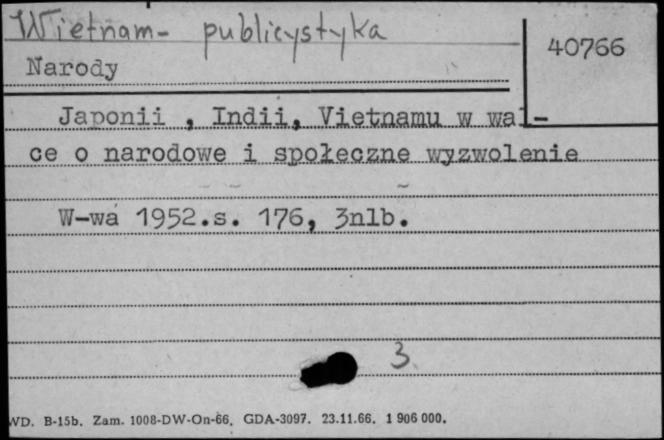 Wietnam - publicystyka
40766
Narody
Japonii , Indii, Vietnamu w wal-
ce o narodowe i społeczne wyzwolenie
W-wa 1952.s. 176, 3nlb.
3
WD. B-15b. Zam. 1008-DW-On-66. GDA-3097. 23.11.66. 1 906 000.